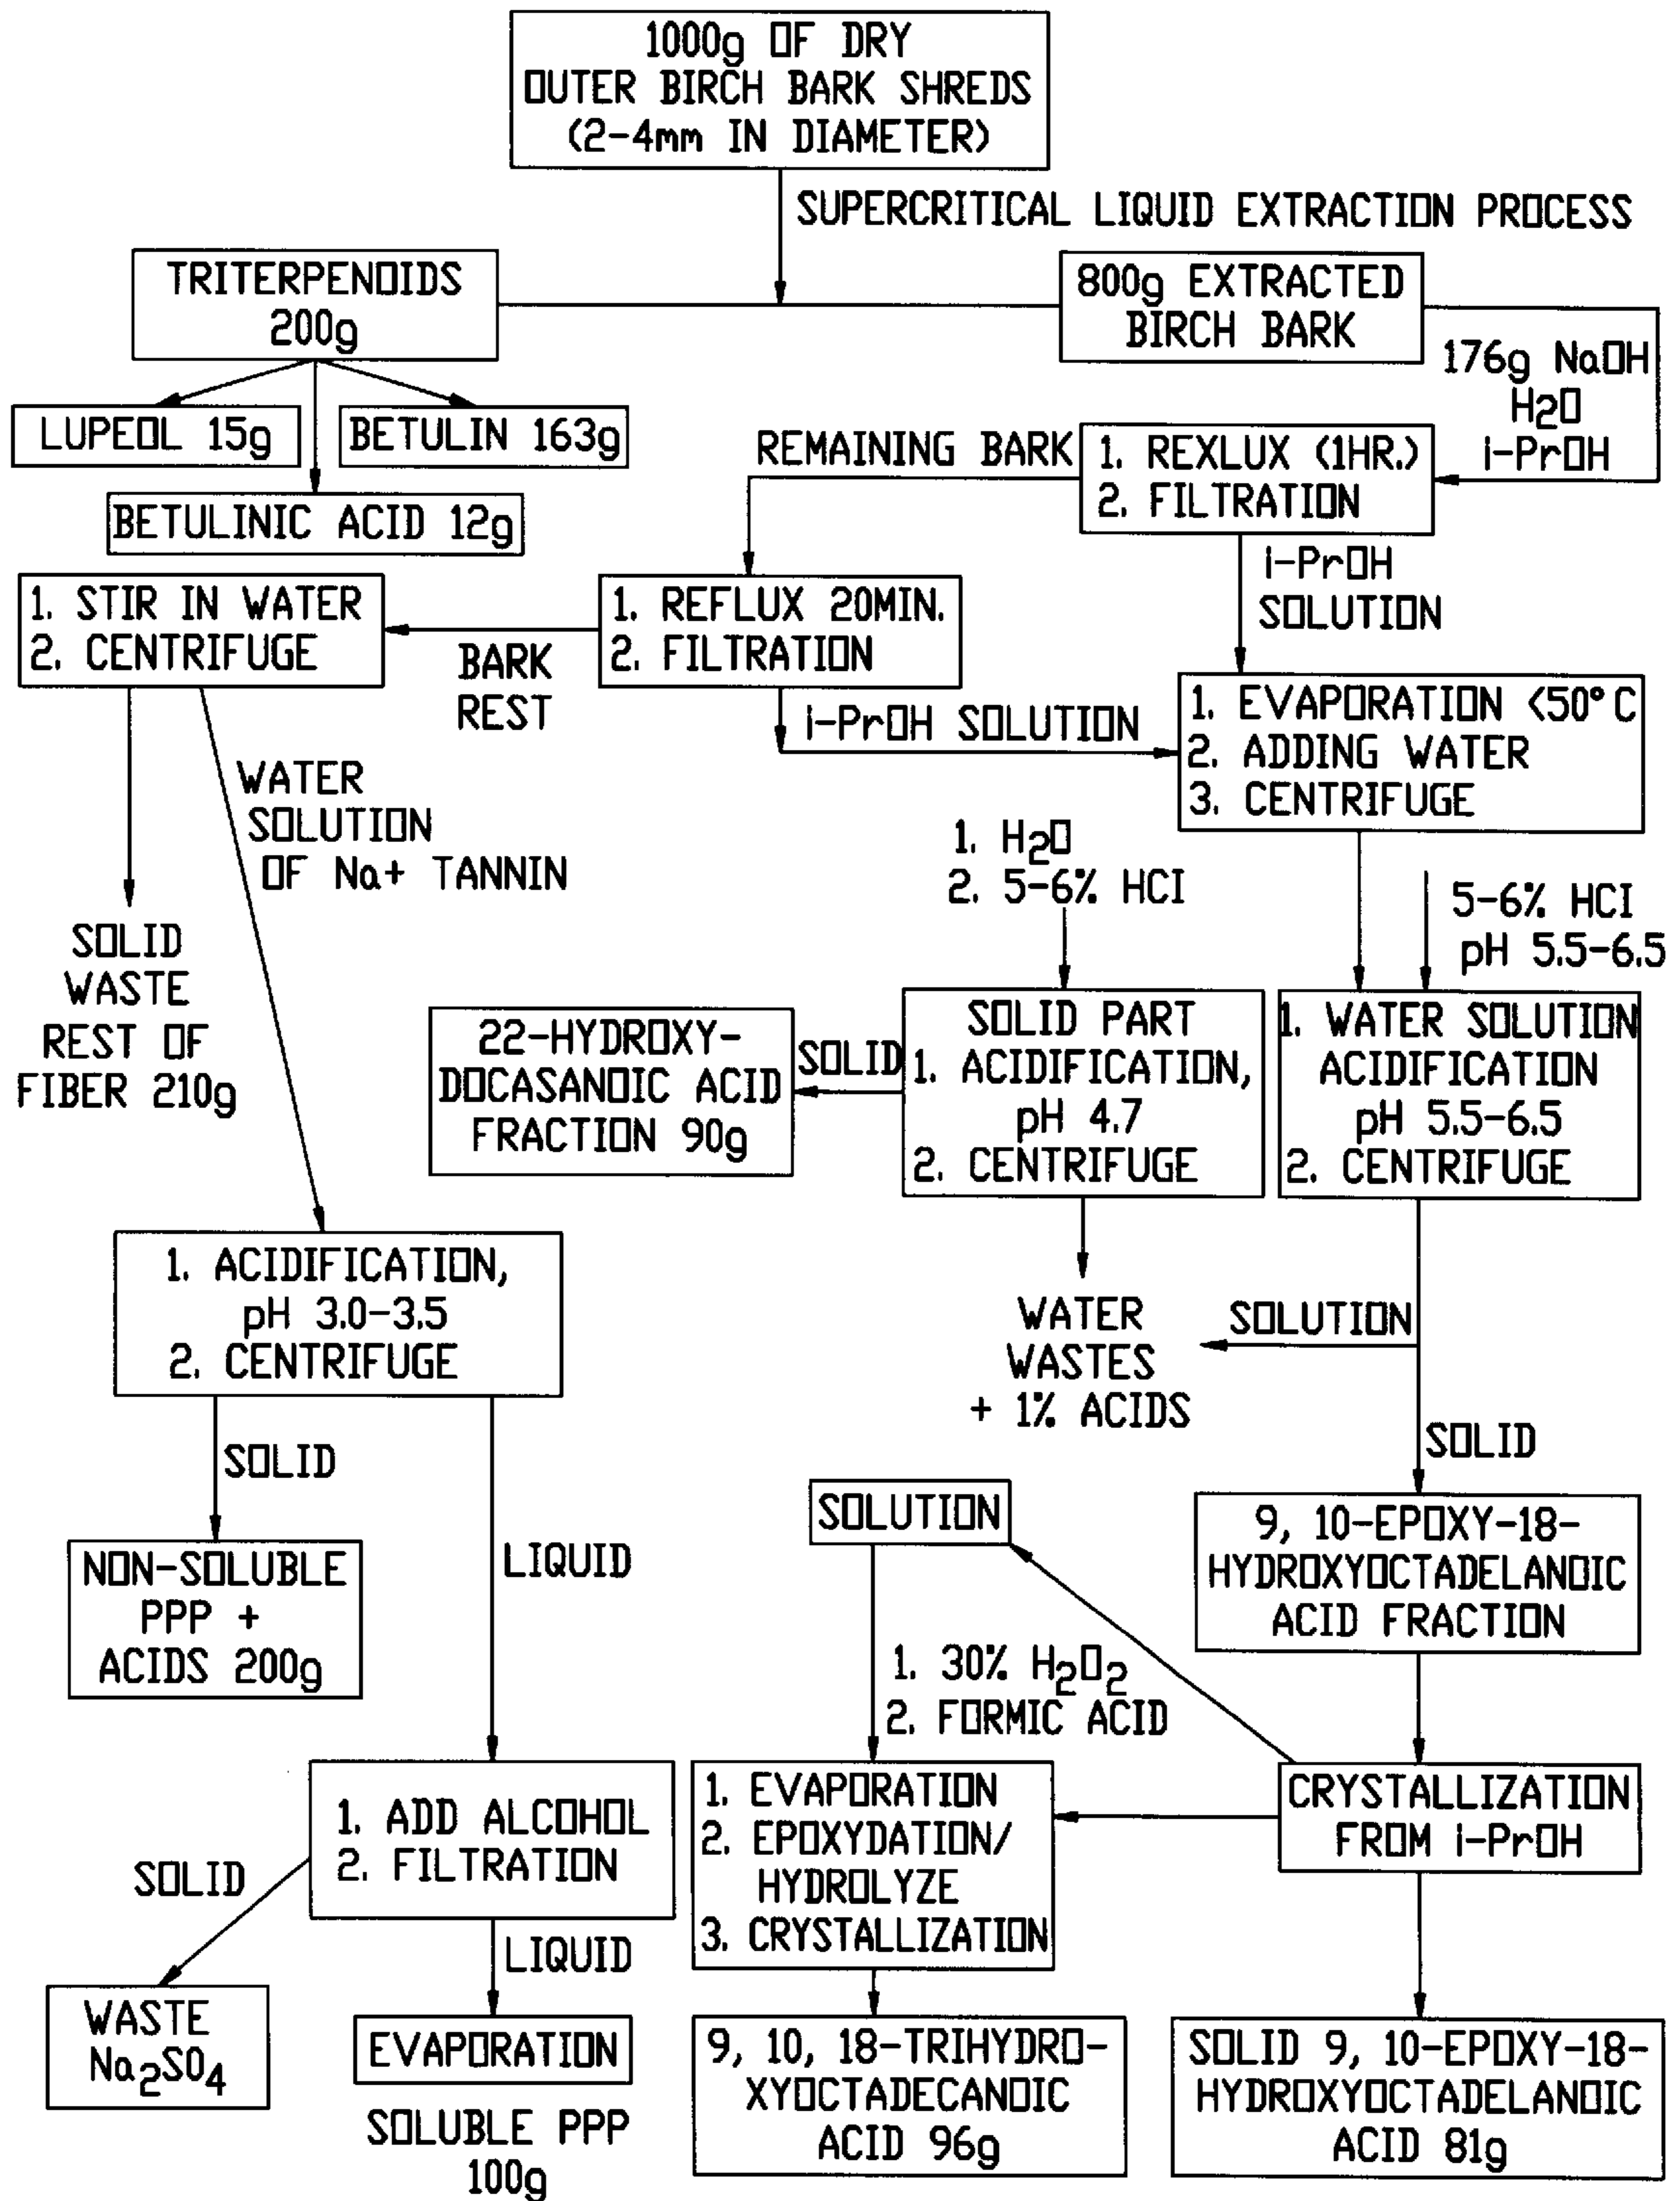 1000g OF DRY
OUTER BIRCH BARK SHREDS
(2-4mm IN DIAMETER)
SUPERCRITICAL LIQUID EXTRACTION PROCESS
TRITERPENOIDS
200g
800g EXTRACTED
BIRCH BARK
176g NaOH
H2O
i-PrOH
LUPEOL 15g
BETULIN 163g
BETULINIC ACID 12g
REMAINING BARK
1. REXLUX (1HR.)
2. FILTRATION
i-PrOH
SOLUTION
1. STIR IN WATER
2. CENTRIFUGE
BARK
REST
1. REFLUX 20MIN.
2. FILTRATION
i-PrOH SOLUTION
1. EVAPORATION <50° C
2. ADDING WATER
3. CENTRIFUGE
WATER
SOLUTION
OF Na+ TANNIN
SOLID
WASTE
REST OF
FIBER 210g
1. H2O
2. 5-6% HCl
5-6% HCl
pH 5.5-6.5
22-HYDROXY-
DOCASANOIC ACID
FRACTION 90g
SOLID
SOLID PART
1. ACIDIFICATION,
pH 4.7
2. CENTRIFUGE
1. WATER SOLUTION
ACIDIFICATION
pH 5.5-6.5
2. CENTRIFUGE
1. ACIDIFICATION,
pH 3.0-3.5
2. CENTRIFUGE
WATER
WASTES
+ 1% ACIDS
SOLUTION
SOLID
SOLID
NON-SOLUBLE
PPP +
ACIDS 200g
LIQUID
SOLUTION
9, 10-EPOXY-18-
HYDROXYOCTADELANOIC
ACID FRACTION
1. 30% H2O2
2. FORMIC ACID
1. ADD ALCOHOL
2. FILTRATION
SOLID
LIQUID
1. EVAPORATION
2. EPOXYDATION/
HYDROLYZE
3. CRYSTALLIZATION
CRYSTALLIZATION
FROM i-PrOH
WASTE
Na2SO4
EVAPORATION
SOLUBLE PPP
100g
9, 10, 18-TRIHYDRO-
XYOCTADECANOIC
ACID 96g
SOLID 9, 10-EPOXY-18-
HYDROXYOCTADELANOIC
ACID 81g